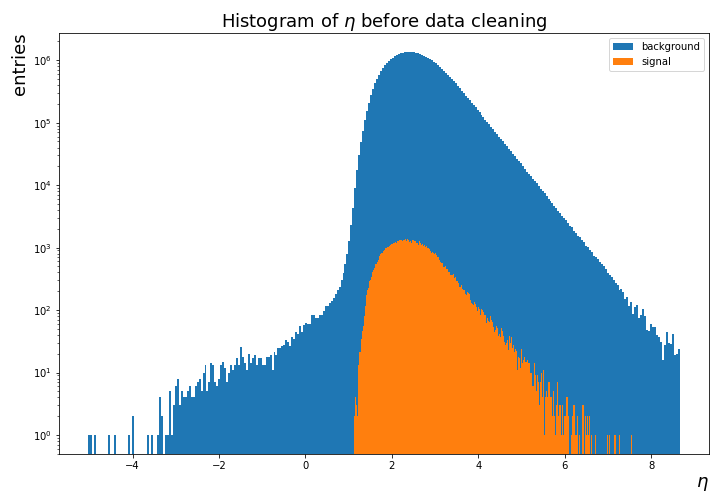 Histogram of η before data cleaning
entries
background
signal
10⁶
10⁵
10⁴
10³
10²
10¹
10⁰
−4 −2 0 2 4 6 8
η